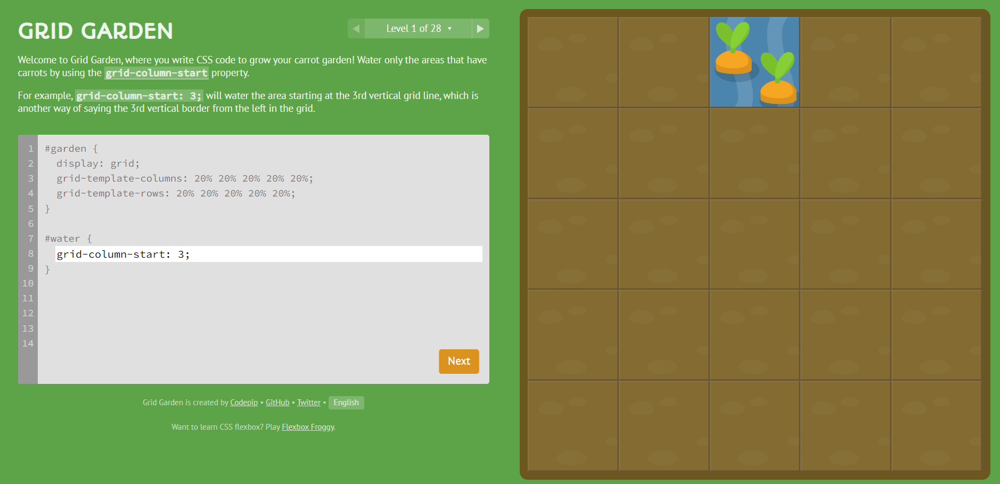 GRID GARDEN
◀ Level 1 of 28 ▼ ▶
Welcome to Grid Garden, where you write CSS code to grow your carrot garden! Water only the areas that have
carrots by using the grid-column-start property.
For example, grid-column-start: 3; will water the area starting at the 3rd vertical grid line, which is
another way of saying the 3rd vertical border from the left in the grid.
1 #garden {
2   display: grid;
3   grid-template-columns: 20% 20% 20% 20% 20%;
4   grid-template-rows: 20% 20% 20% 20% 20%;
5 }
6
7 #water {
8   grid-column-start: 3;
9 }
10
11
12
13
14
Next
Grid Garden is created by Codepip • GitHub • Twitter • English
Want to learn CSS flexbox? Play Flexbox Froggy.